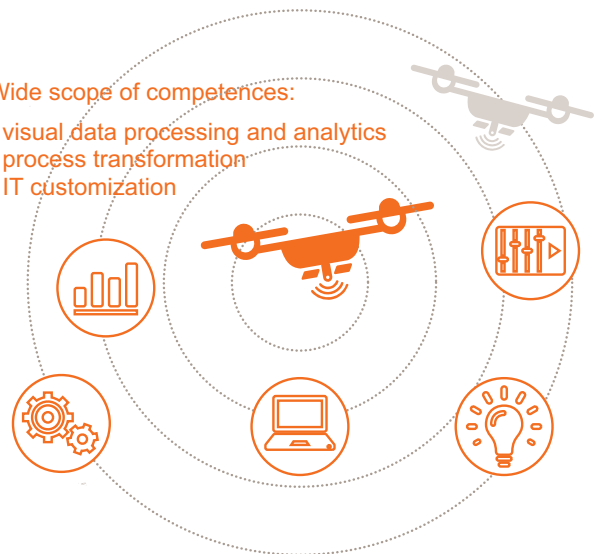 Wide scope of competences:
visual data processing and analytics
process transformation
IT customization